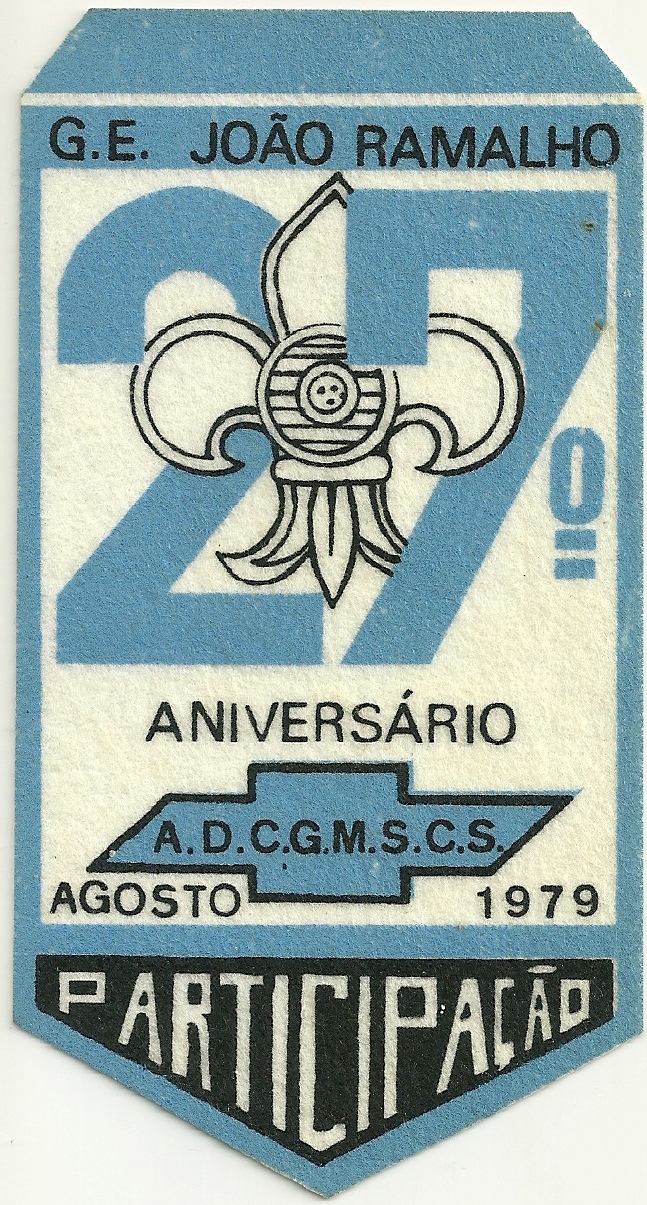 G.E. JOÃO RAMALHO
27º
ANIVERSÁRIO
A.D.C.G.M.S.C.S.
AGOSTO 1979
PARTICIPAÇÃO